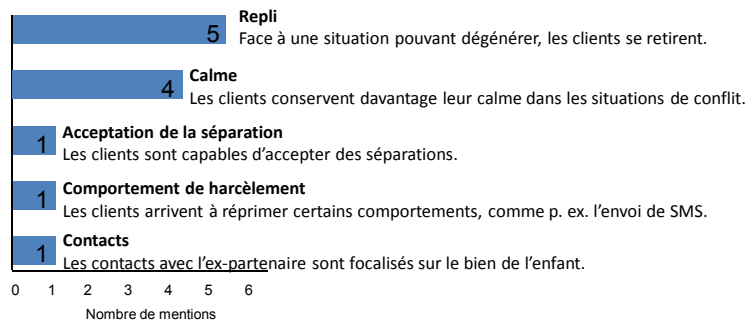 Repli
5 Face à une situation pouvant dégénérer, les clients se retirent.
Calme
4 Les clients conservent davantage leur calme dans les situations de conflit.
Acceptation de la séparation
1 Les clients sont capables d'accepter des séparations.
Comportement de harcèlement
1 Les clients arrivent à réprimer certains comportements, comme p. ex. l'envoi de SMS.
Contacts
1 Les contacts avec l'ex-partenaire sont focalisés sur le bien de l'enfant.
0 1 2 3 4 5 6
Nombre de mentions